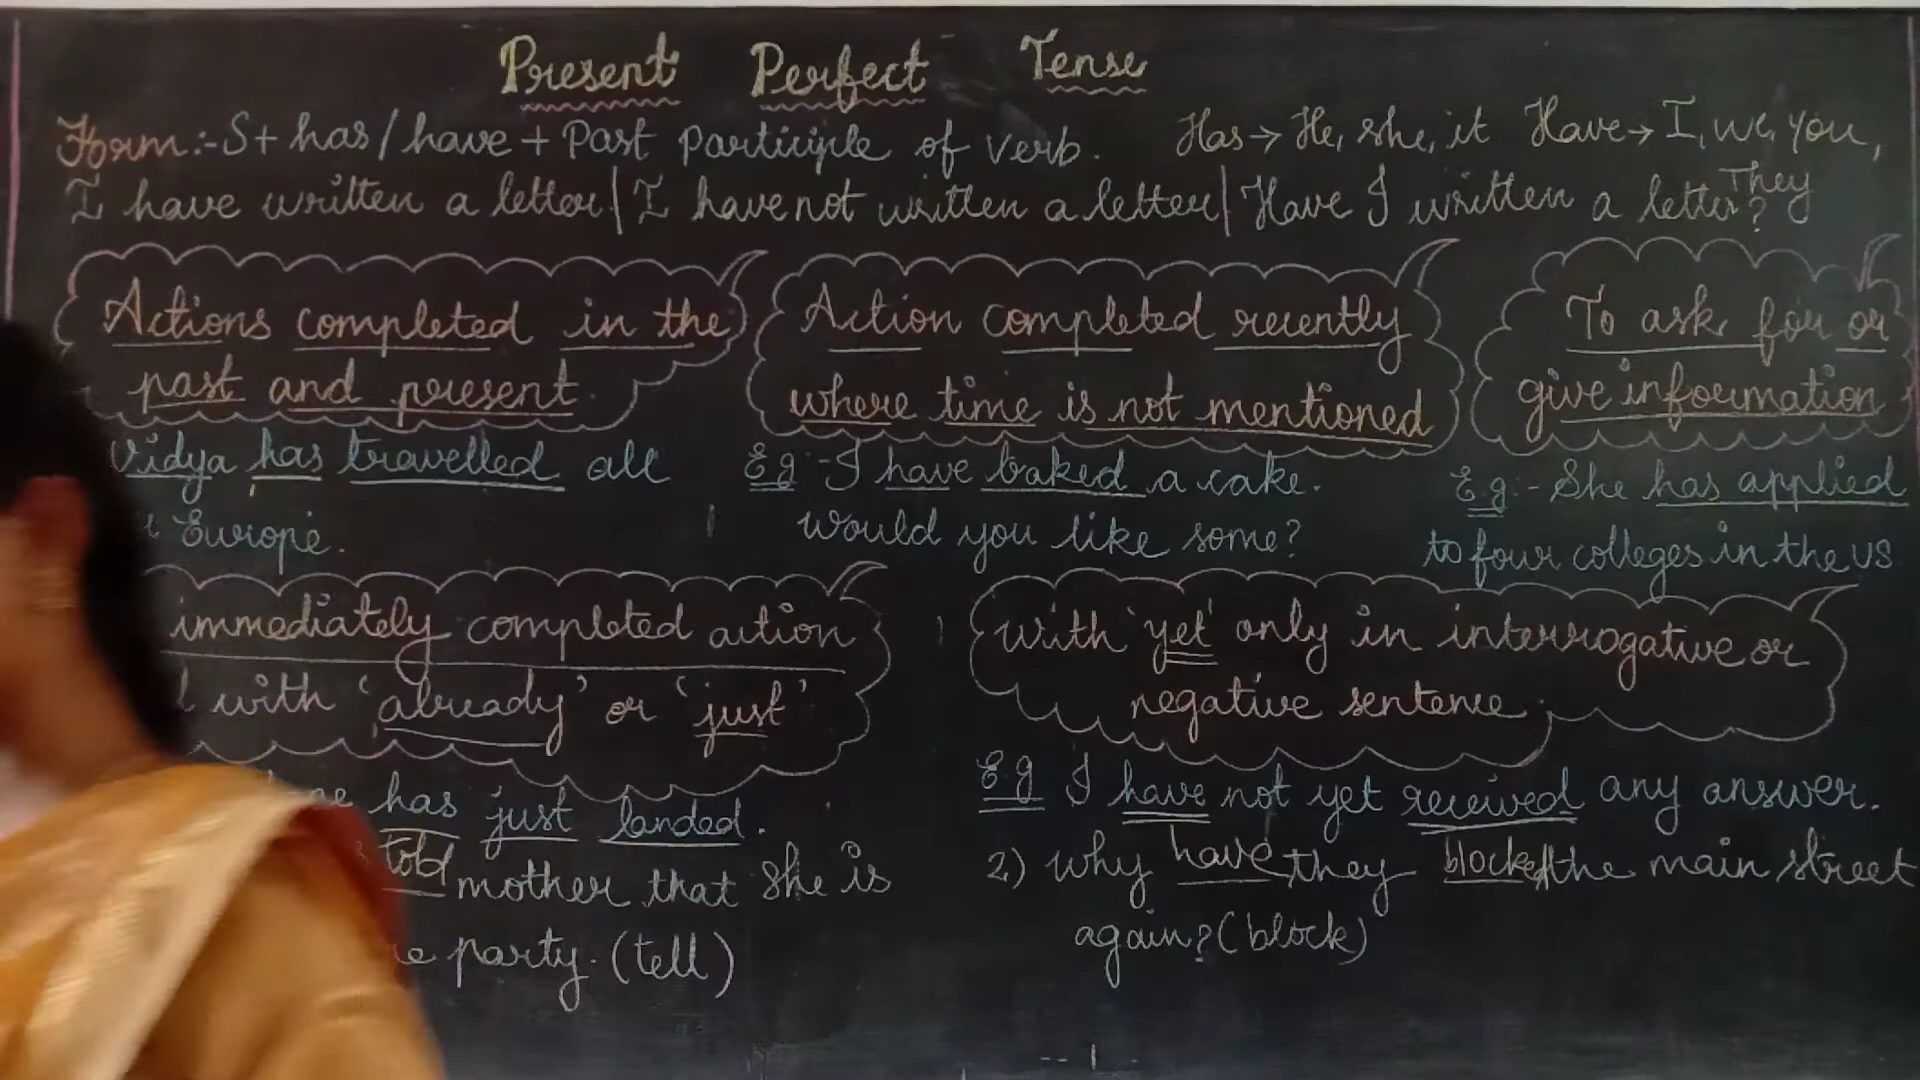 Present Perfect Tense
Form:- S + has / have + Past participle of verb. Has → He, she, it Have → I, we, you,
They
I have written a letter | I have not written a letter | Have I written a letter?
Actions completed in the
past and present
Vidya has travelled all
Europe.
Action completed recently
where time is not mentioned
Eg:- I have baked a cake.
Would you like some?
To ask for or
give information
Eg:- She has applied
to four colleges in the US
immediately completed action
with 'already' or 'just'
has just landed.
told mother that she is
party. (tell)
With 'yet' only in interrogative or
negative sentence.
Eg I have not yet received any answer.
2) why have they blocked the main street
again? (block)